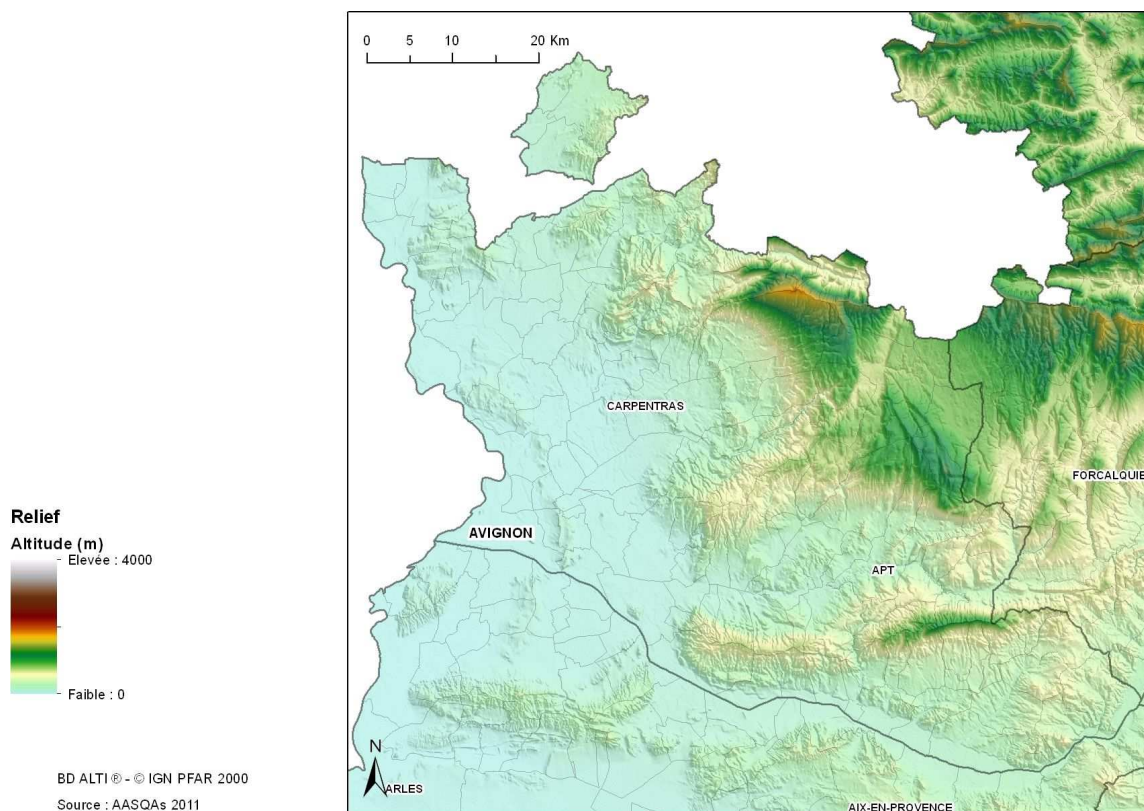 0 5 10 20 Km
CARPENTRAS
FORCALQUIE
Relief
Altitude (m)
Elevée : 4000
AVIGNON
APT
Faible : 0
N
BD ALTI ® - © IGN PFAR 2000
ARLES
Source : AASQAs 2011
AIX-EN-PROVENCE